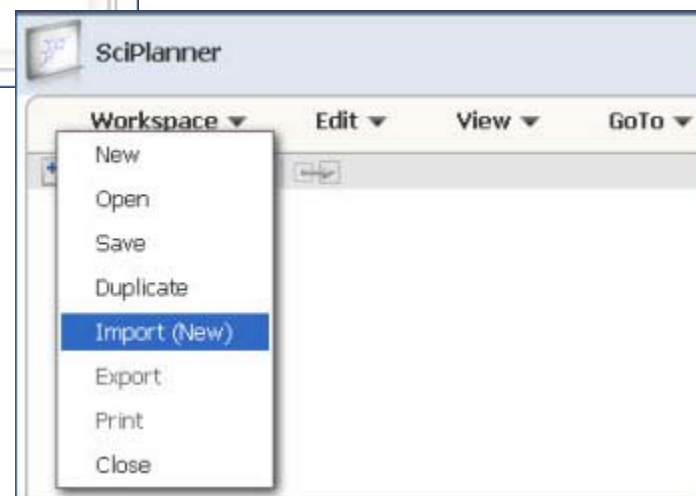 SciPlanner
Workspace Edit View GoTo
New
Open
Save
Duplicate
Import (New)
Export
Print
Close